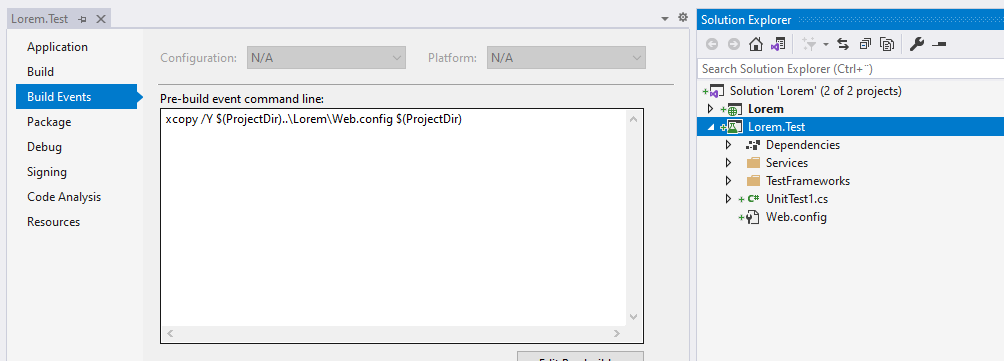 Lorem.Test
Application
Build
Build Events
Package
Debug
Signing
Code Analysis
Resources
Configuration: N/A Platform: N/A
Pre-build event command line:
xcopy /Y $(ProjectDir)..\Lorem\Web.config $(ProjectDir)
Solution Explorer
Search Solution Explorer (Ctrl+¨)
Solution 'Lorem' (2 of 2 projects)
Lorem
Lorem.Test
Dependencies
Services
TestFrameworks
C# UnitTest1.cs
Web.config